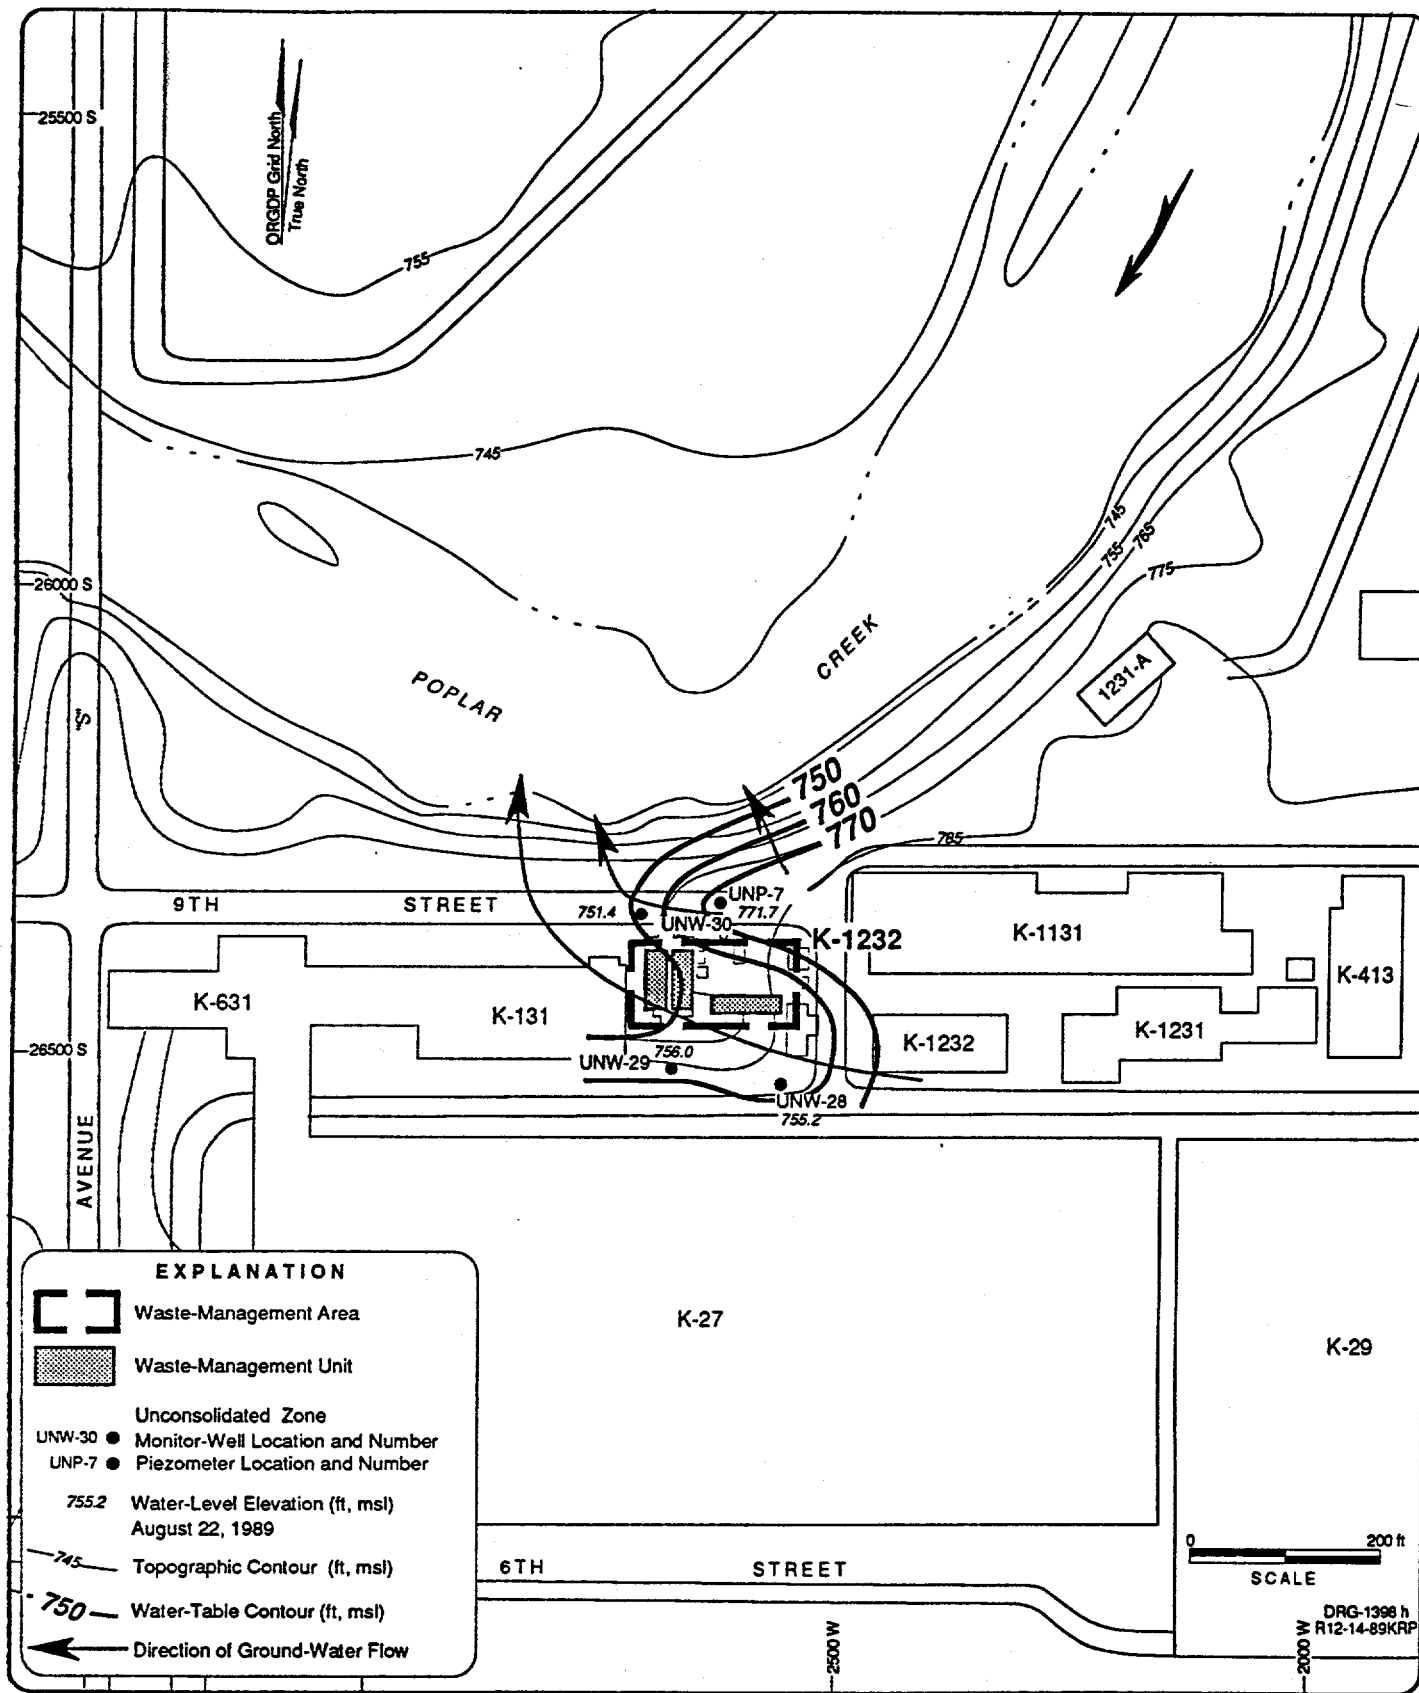 25500 S
ORGDP Grid North
True North
755
745
26000 S
745
755
765
775
1231-A
CREEK
POPLAR
"S"
750
760
770
765
9TH STREET
UNP-7
771.7
751.4
UNW-30
K-1232
K-1131
K-413
K-631
K-131
K-1232
K-1231
26500 S
756.0
UNW-29
UNW-28
755.2
AVENUE
K-27
K-29
EXPLANATION
Waste-Management Area
Waste-Management Unit
Unconsolidated Zone
UNW-30 Monitor-Well Location and Number
UNP-7 Piezometer Location and Number
755.2 Water-Level Elevation (ft, msl)
August 22, 1989
745 Topographic Contour (ft, msl)
750 Water-Table Contour (ft, msl)
Direction of Ground-Water Flow
6TH STREET
0 200 ft
SCALE
DRG-1398 h
R12-14-89KRP
2500 W
2000 W